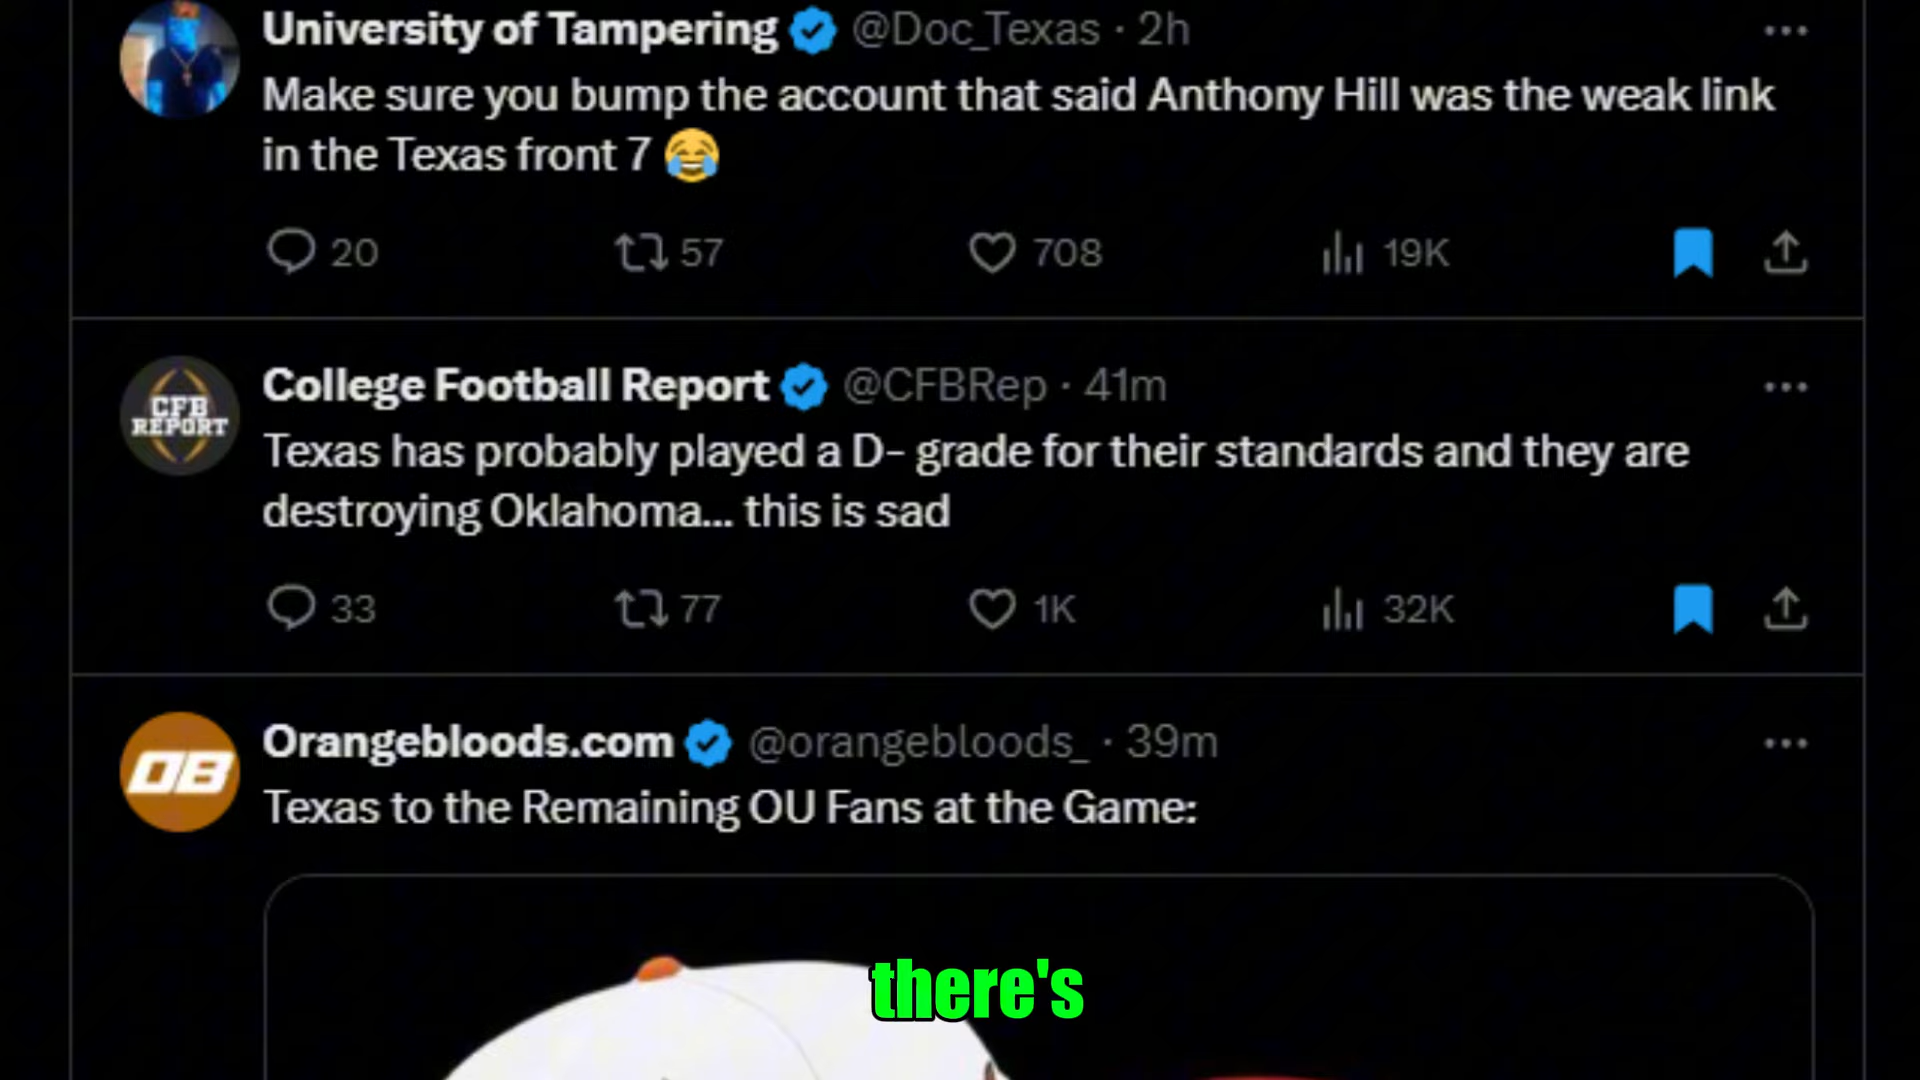 University of Tampering @Doc_Texas · 2h
Make sure you bump the account that said Anthony Hill was the weak link
in the Texas front 7 😂
20 57 708 19K
CFB
REPORT
College Football Report @CFBRep · 41m
Texas has probably played a D- grade for their standards and they are
destroying Oklahoma... this is sad
33 77 1K 32K
OB
Orangebloods.com @orangebloods_ · 39m
Texas to the Remaining OU Fans at the Game:
there's